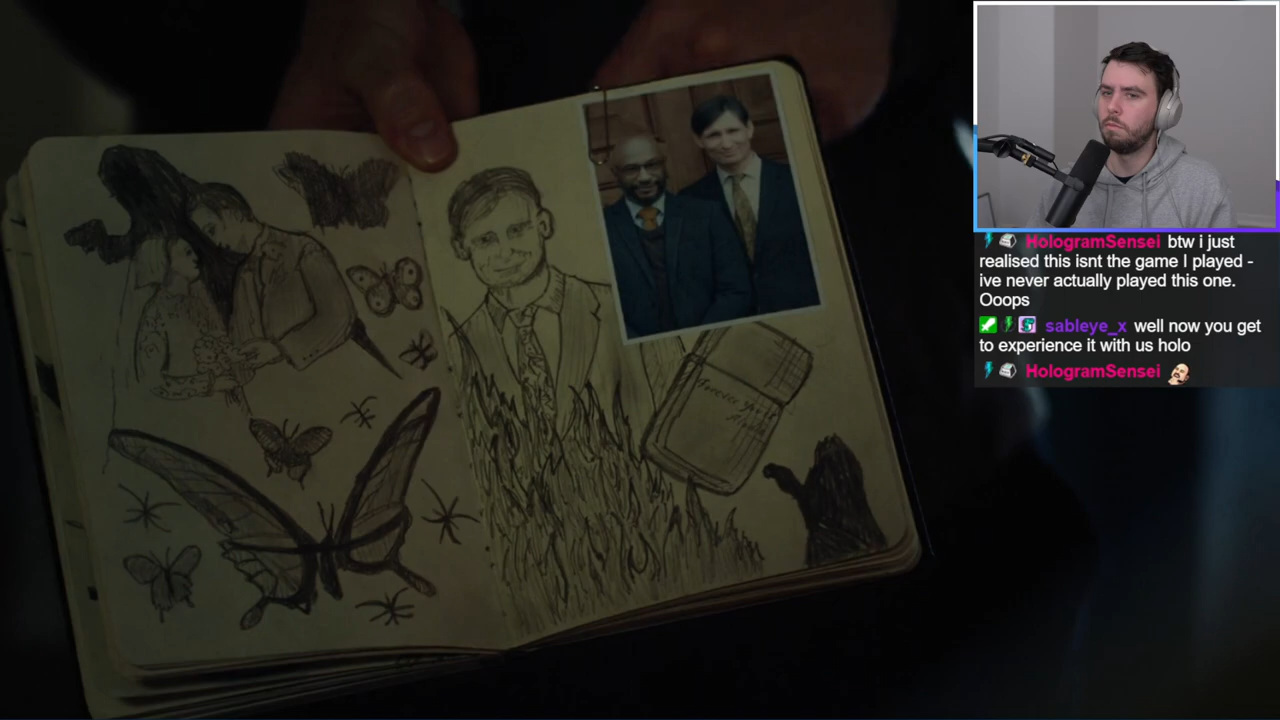 HologramSensei btw i just
realised this isnt the game I played -
ive never actually played this one.
Ooops
sableye_x well now you get
to experience it with us holo
HologramSensei
Forever